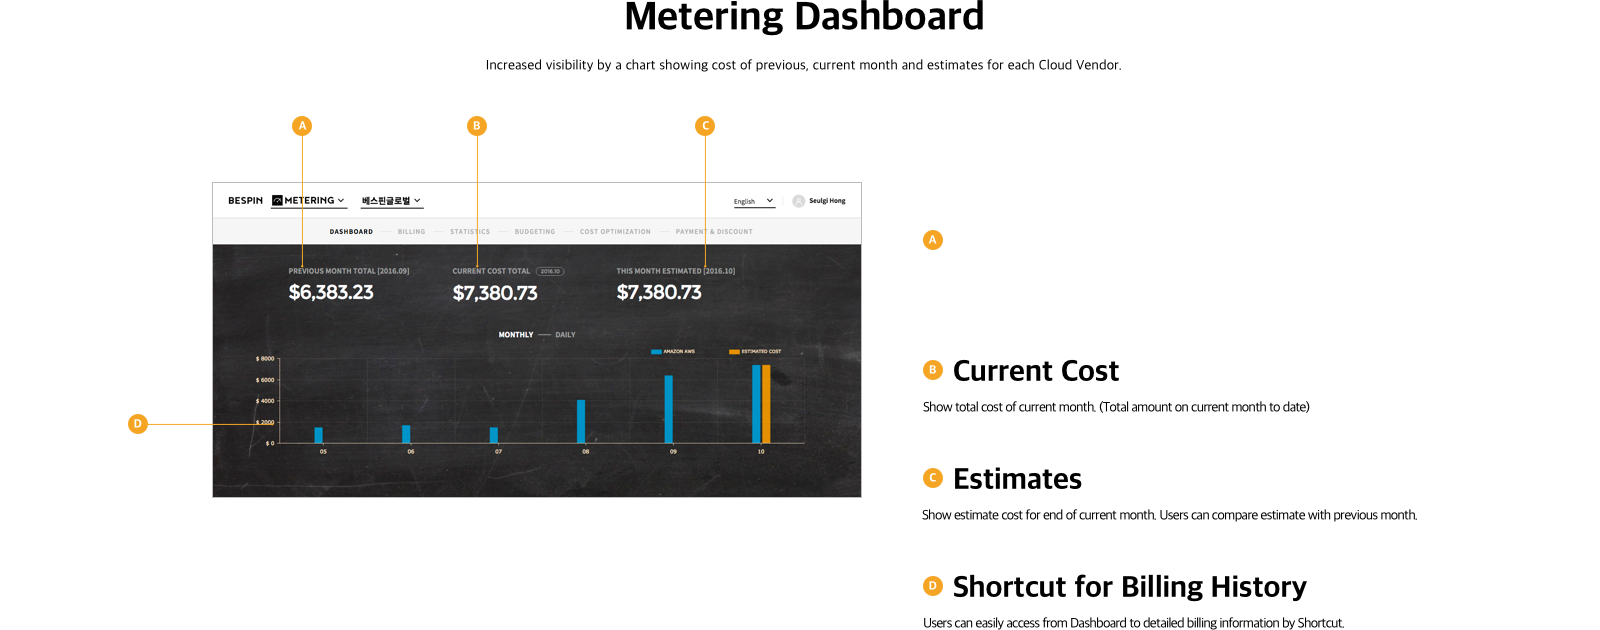 Metering Dashboard
Increased visibility by a chart showing cost of previous, current month and estimates for each Cloud Vendor.
A B C
BESPIN METERING 베스핀글로벌 English Seulgi Hong
DASHBOARD BILLING STATISTICS BUDGETING COST OPTIMIZATION PAYMENT & DISCOUNT
PREVIOUS MONTH TOTAL [2016.09] CURRENT COST TOTAL 2016.10 THIS MONTH ESTIMATED [2016.10]
$6,383.23 $7,380.73 $7,380.73
MONTHLY DAILY
AMAZON AWS ESTIMATED COST
$ 8000
$ 6000
$ 4000
$ 2000
$ 0
05 06 07 08 09 10
D
A
B Current Cost
Show total cost of current month. (Total amount on current month to date)
C Estimates
Show estimate cost for end of current month. Users can compare estimate with previous month.
D Shortcut for Billing History
Users can easily access from Dashboard to detailed billing information by Shortcut.